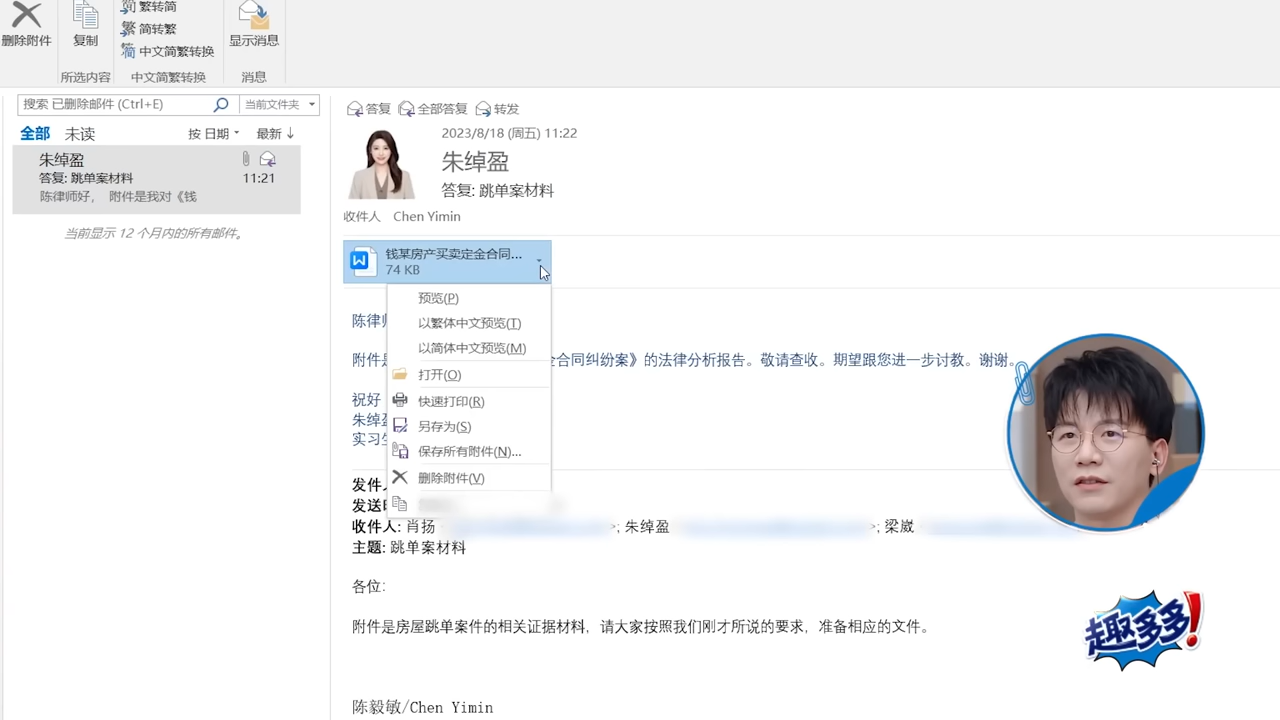 删除附件
复制
所选内容
繁转简
简转繁
中文简繁转换
中文简繁转换
显示消息
消息
搜索 已删除邮件 (Ctrl+E)
当前文件夹
全部 未读
按 日期 最新 ↓
朱绰盈
答复: 跳单案材料 11:21
陈律师好， 附件是我对《钱
当前显示 12 个月内的所有邮件。
答复 全部答复 转发
2023/8/18 (周五) 11:22
朱绰盈
答复: 跳单案材料
收件人 Chen Yimin
钱某房产买卖定金合同...
74 KB
预览(P)
以繁体中文预览(T)
以简体中文预览(M)
打开(O)
快速打印(R)
另存为(S)
保存所有附件(N)...
删除附件(V)
陈律师
附件是
金合同纠纷案》的法律分析报告。敬请查收。期望跟您进一步讨教。谢谢。
祝好
朱绰盈
实习生
发件人
发送时
收件人: 肖扬 >; 朱绰盈 >; 梁崴
主题: 跳单案材料
各位:
附件是房屋跳单案件的相关证据材料，请大家按照我们刚才所说的要求，准备相应的文件。
陈毅敏/Chen Yimin
趣多多!